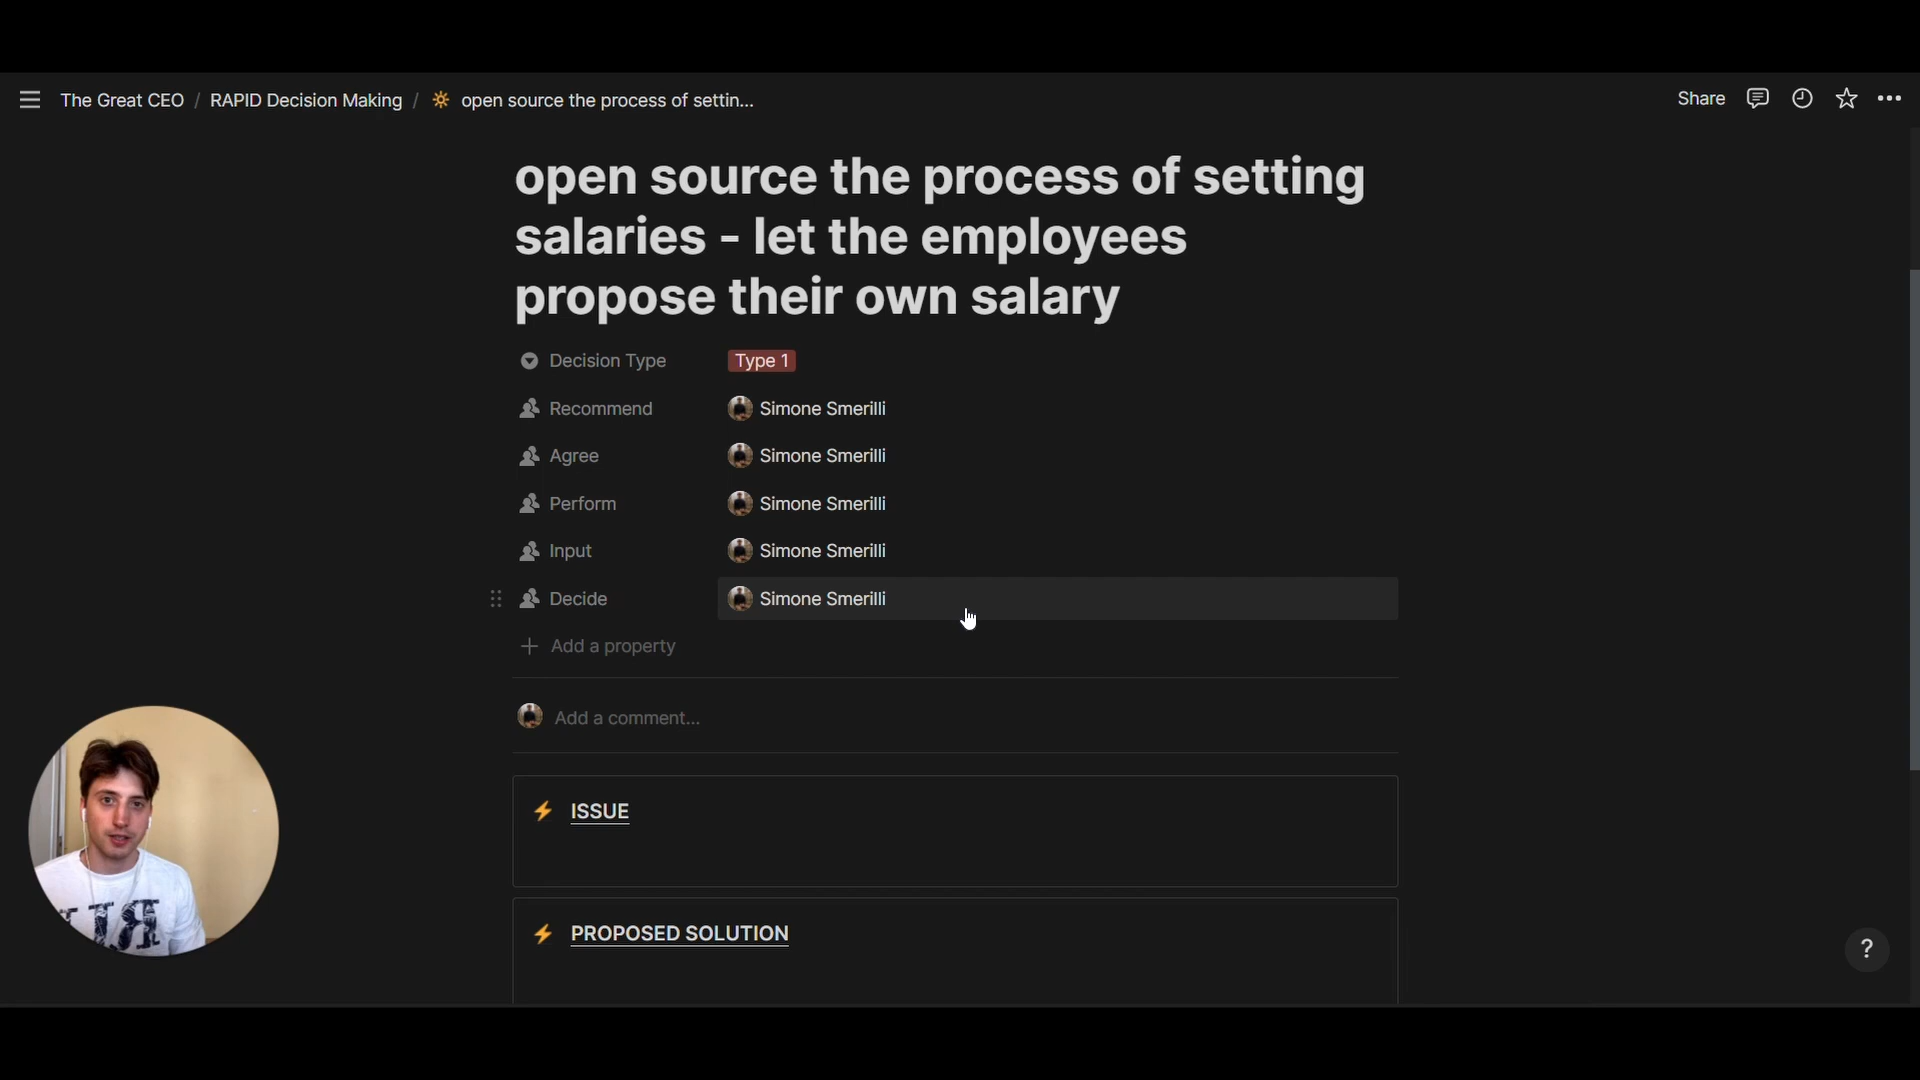 The Great CEO / RAPID Decision Making / open source the process of settin...
Share
open source the process of setting
salaries - let the employees
propose their own salary
Decision Type Type 1
Recommend Simone Smerilli
Agree Simone Smerilli
Perform Simone Smerilli
Input Simone Smerilli
Decide Simone Smerilli
+ Add a property
Add a comment...
ISSUE
PROPOSED SOLUTION
?